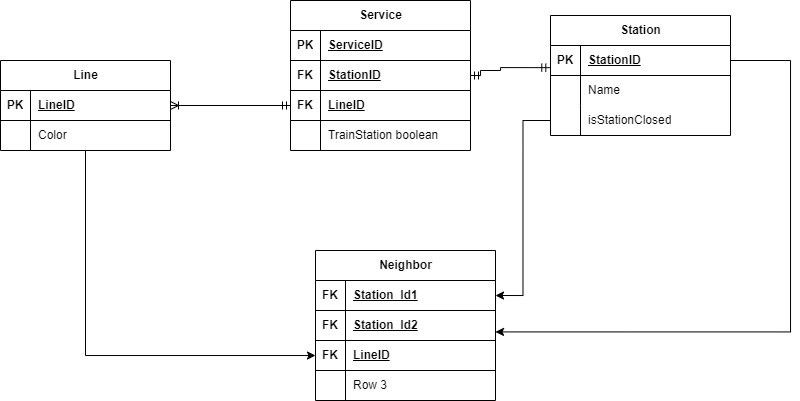 Service
PK ServiceID
FK StationID
FK LineID
TrainStation boolean
Station
PK StationID
Name
isStationClosed
Line
PK LineID
Color
Neighbor
FK Station_Id1
FK Station_Id2
FK LineID
Row 3